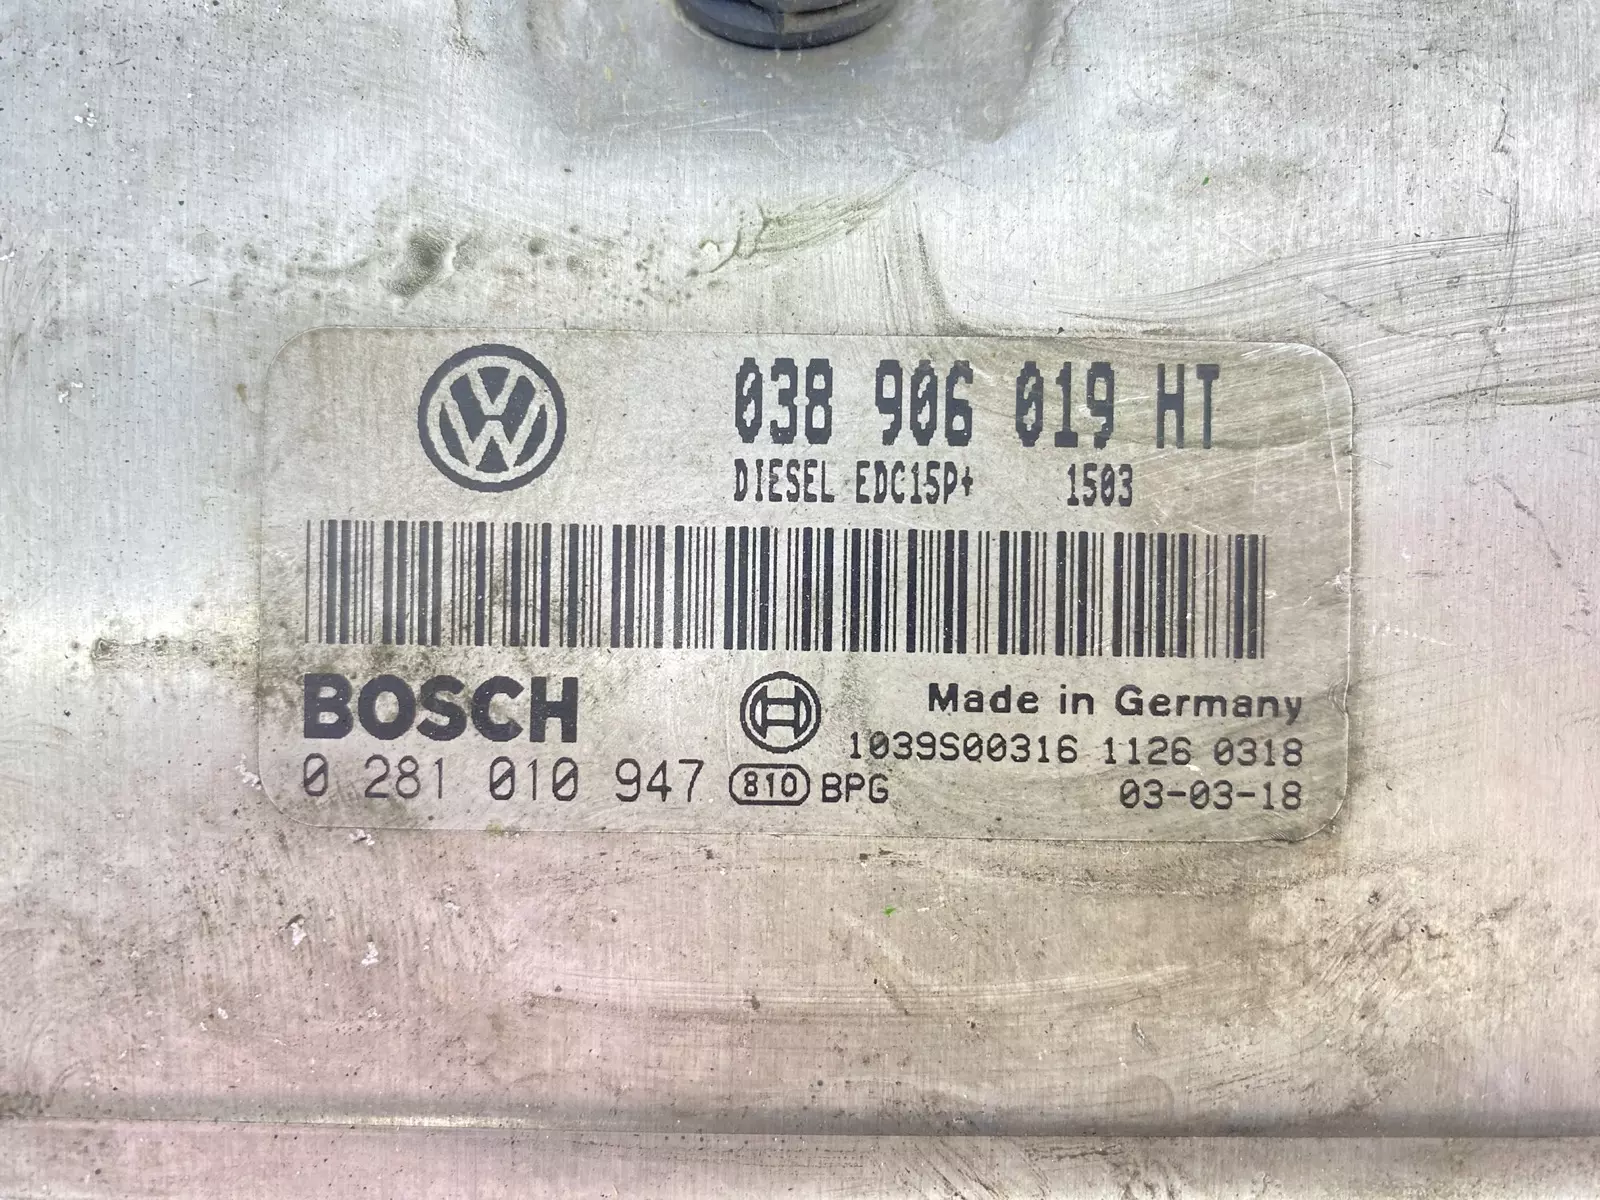 038 906 019 HT
DIESEL EDC15P+ 1503
BOSCH
Made in Germany
1039S00316 1126 0318
0 281 010 947 810 BPG 03-03-18